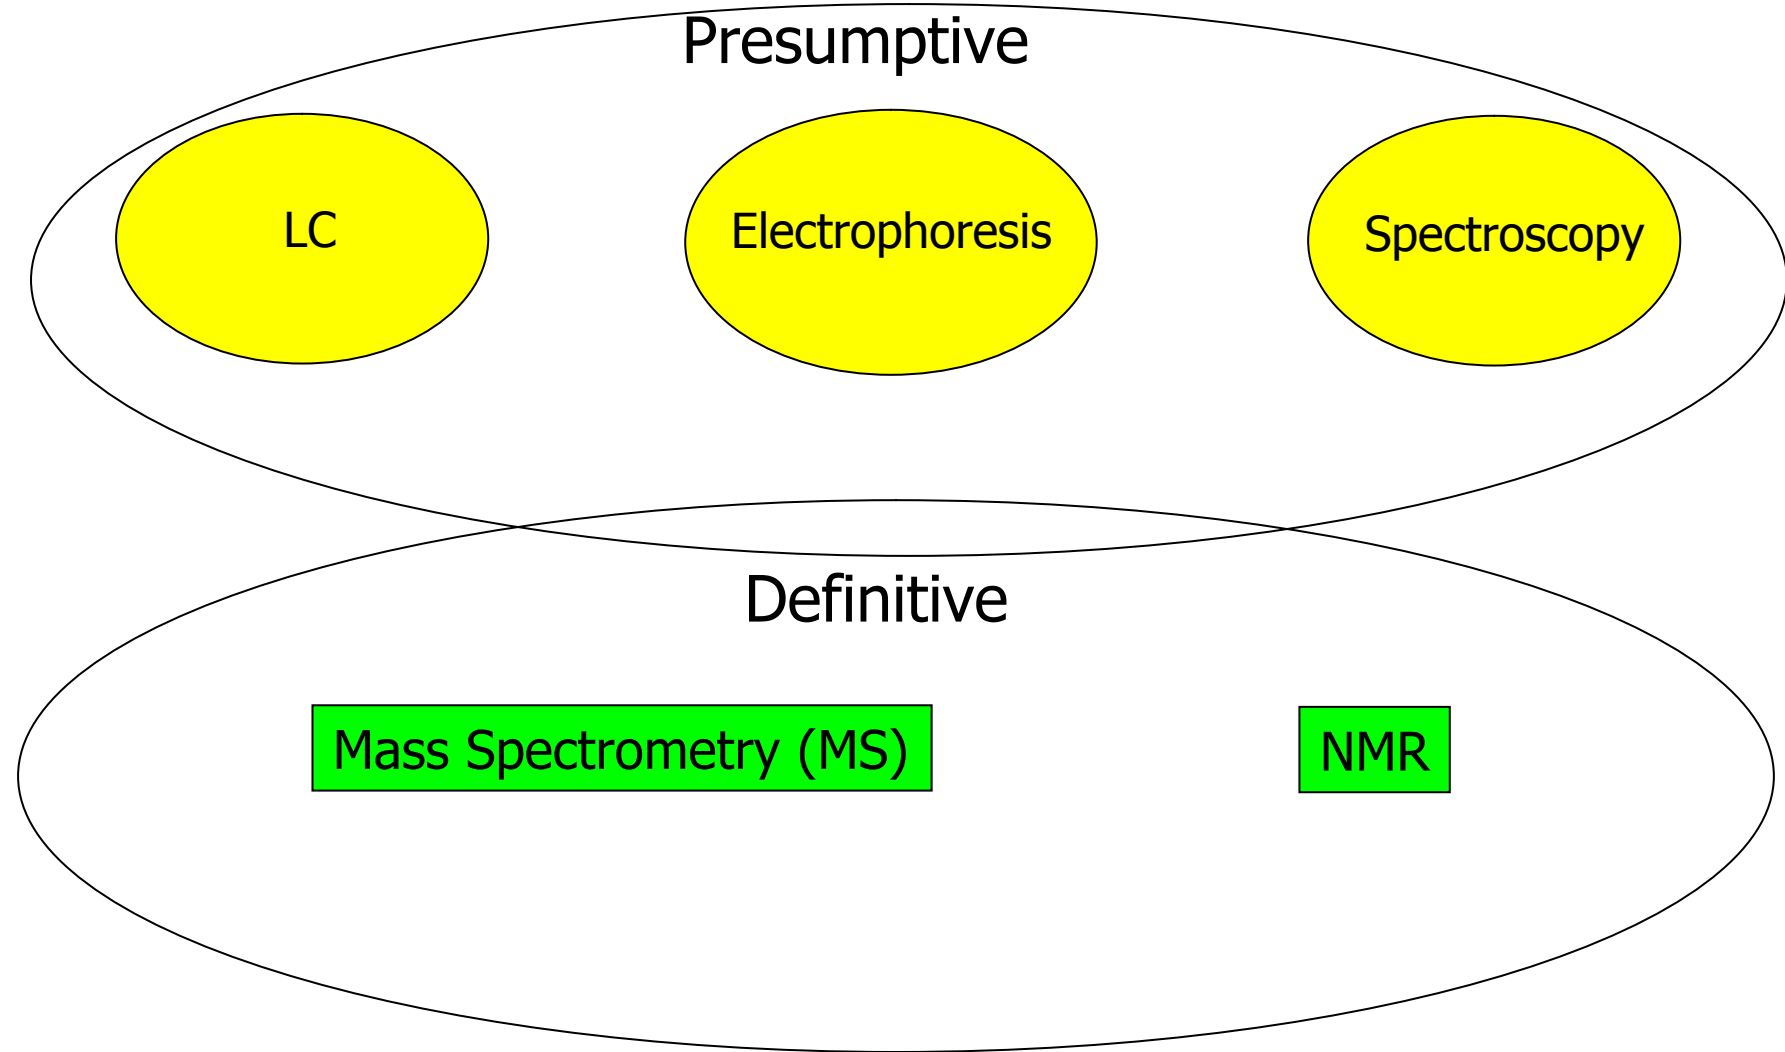 Presumptive
LC
Electrophoresis
Spectroscopy
Definitive
Mass Spectrometry (MS)
NMR